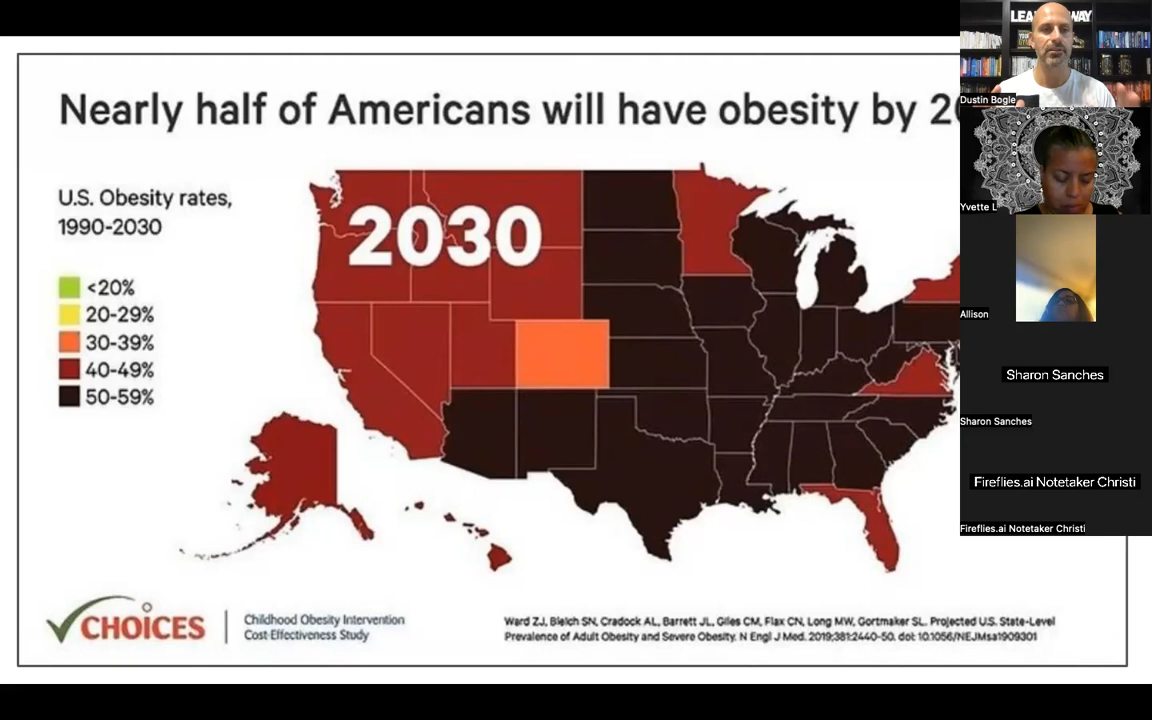 Nearly half of Americans will have obesity by
U.S. Obesity rates,
1990-2030
<20%
20-29%
30-39%
40-49%
50-59%
2030
CHOICES
Childhood Obesity Intervention
Cost-Effectiveness Study
Ward ZJ, Bleich SN, Cradock AL, Barrett JL, Giles CM, Flax CN, Long MW, Gortmaker SL. Projected U.S. State-Level
Prevalence of Adult Obesity and Severe Obesity. N Engl J Med. 2019;381:2440-50. doi: 10.1056/NEJMsa1909301
Dustin Bogle
Yvette L
Allison
Sharon Sanches
Sharon Sanches
Fireflies.ai Notetaker Christi
Fireflies.ai Notetaker Christi